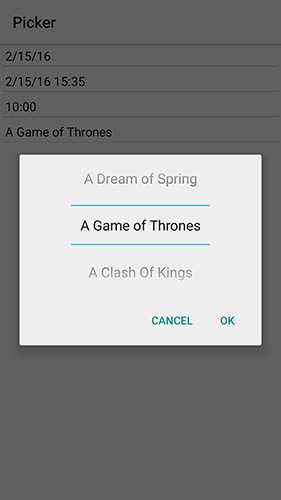 Picker
2/15/16
2/15/16 15:35
10:00
A Game of Thrones
A Dream of Spring
A Game of Thrones
A Clash Of Kings
CANCEL OK